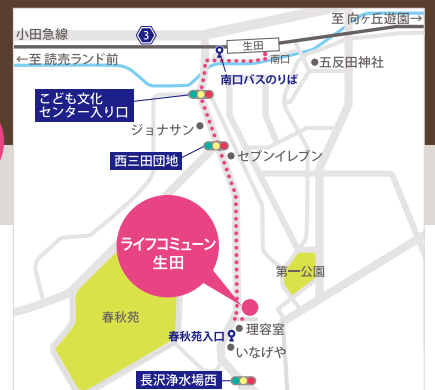 至 向ヶ丘遊園→
小田急線
3
生田
←至 読売ランド前
南口
五反田神社
南口バスのりば
こども文化
センター入り口
ジョナサン
西三田団地
セブンイレブン
ライフコミューン
生田
第一公園
春秋苑
理容室
春秋苑入口
いなげや
長沢浄水場西